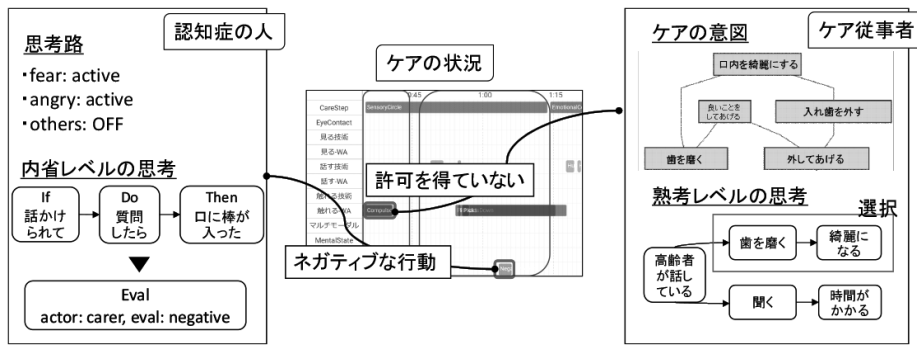 認知症の人
思考路
・fear: active
・angry: active
・others: OFF
内省レベルの思考
If
話かけ
られて
Do
質問
したら
Then
口に棒が
入った
Eval
actor: carer, eval: negative
ケアの状況
0:45
1:00
1:15
CareStep
SensoryCircle
EyeContact
見る技術
見る-WA
話す技術
話す-WA
触れる技術
触れる-WA
マルチモーダル
MentalState
許可を得ていない
ネガティブな行動
ケア従事者
ケアの意図
口内を綺麗にする
良いことを
してあげる
入れ歯を外す
歯を磨く
外してあげる
熟考レベルの思考
選択
高齢者
が話し
ている
歯を磨く
綺麗に
なる
聞く
時間が
かかる